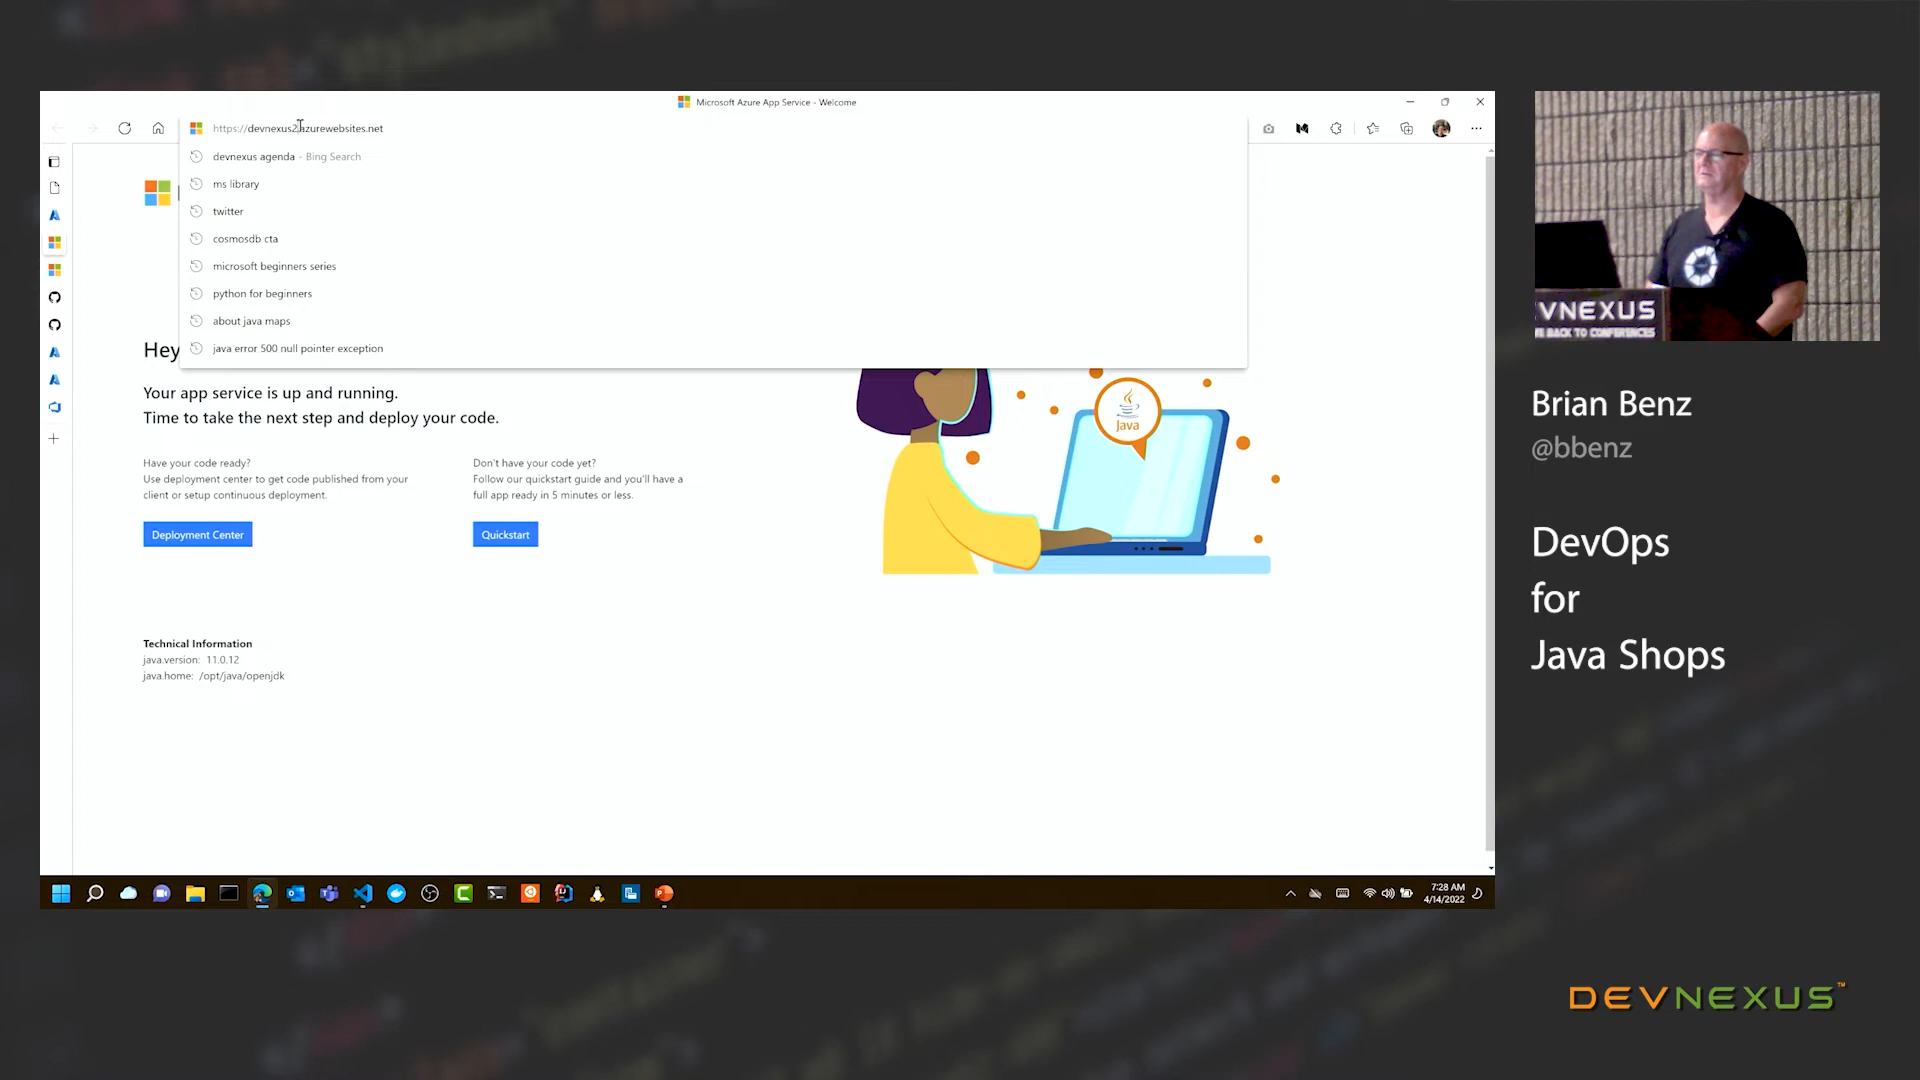 Microsoft Azure App Service - Welcome
https://devnexus2.azurewebsites.net
devnexus agenda - Bing Search
ms library
twitter
cosmosdb cta
microsoft beginners series
python for beginners
about java maps
java error 500 null pointer exception
Hey
Your app service is up and running.
Time to take the next step and deploy your code.
Have your code ready?
Use deployment center to get code published from your
client or setup continuous deployment.
Deployment Center
Don't have your code yet?
Follow our quickstart guide and you'll have a
full app ready in 5 minutes or less.
Quickstart
Java
Technical Information
java.version: 11.0.12
java.home: /opt/java/openjdk
7:28 AM
4/14/2022
VNEXUS
BACK TO CONFERENCES
Brian Benz
@bbenz
DevOps
for
Java Shops
DEVNEXUS™